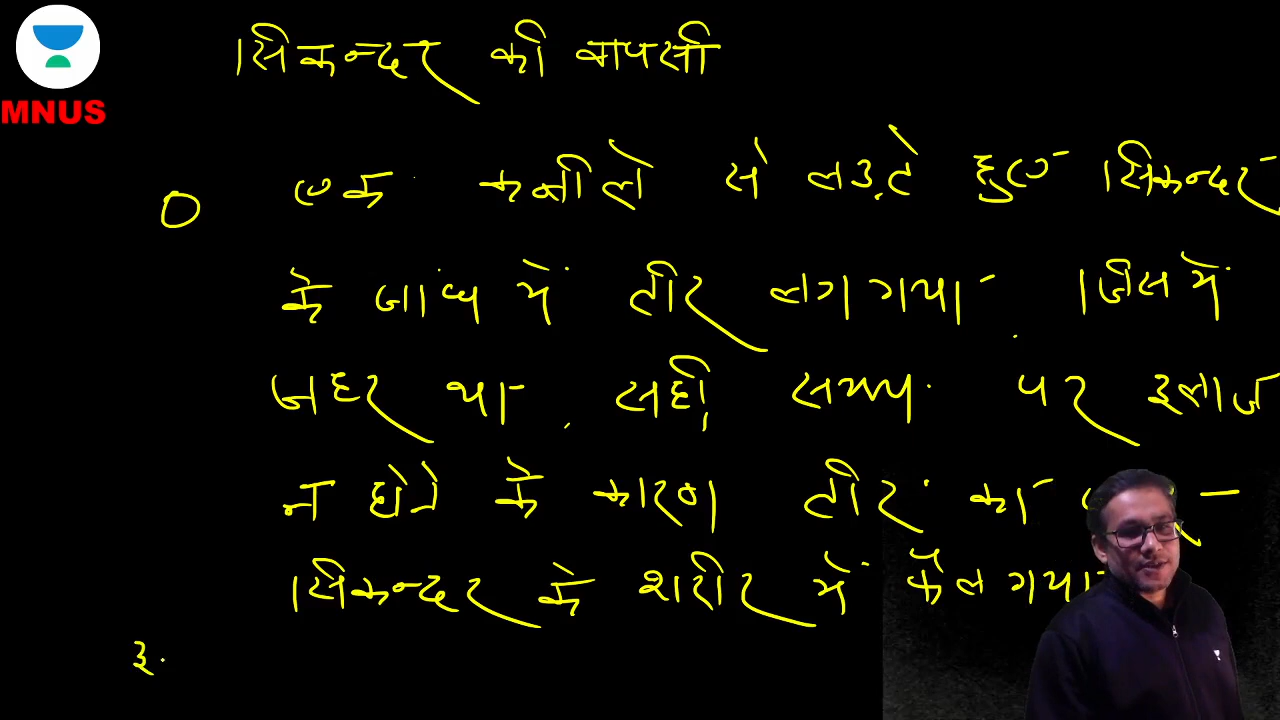 MNUS
सिकन्दर की वापसी
एक कबीले से लड़ते हुए सिकन्दर
के जांघ में तीर लग गया जिस में
जहर था सही समय पर इलाज
न होने के कारण तीर का
सिकन्दर के शरीर में फैल गया